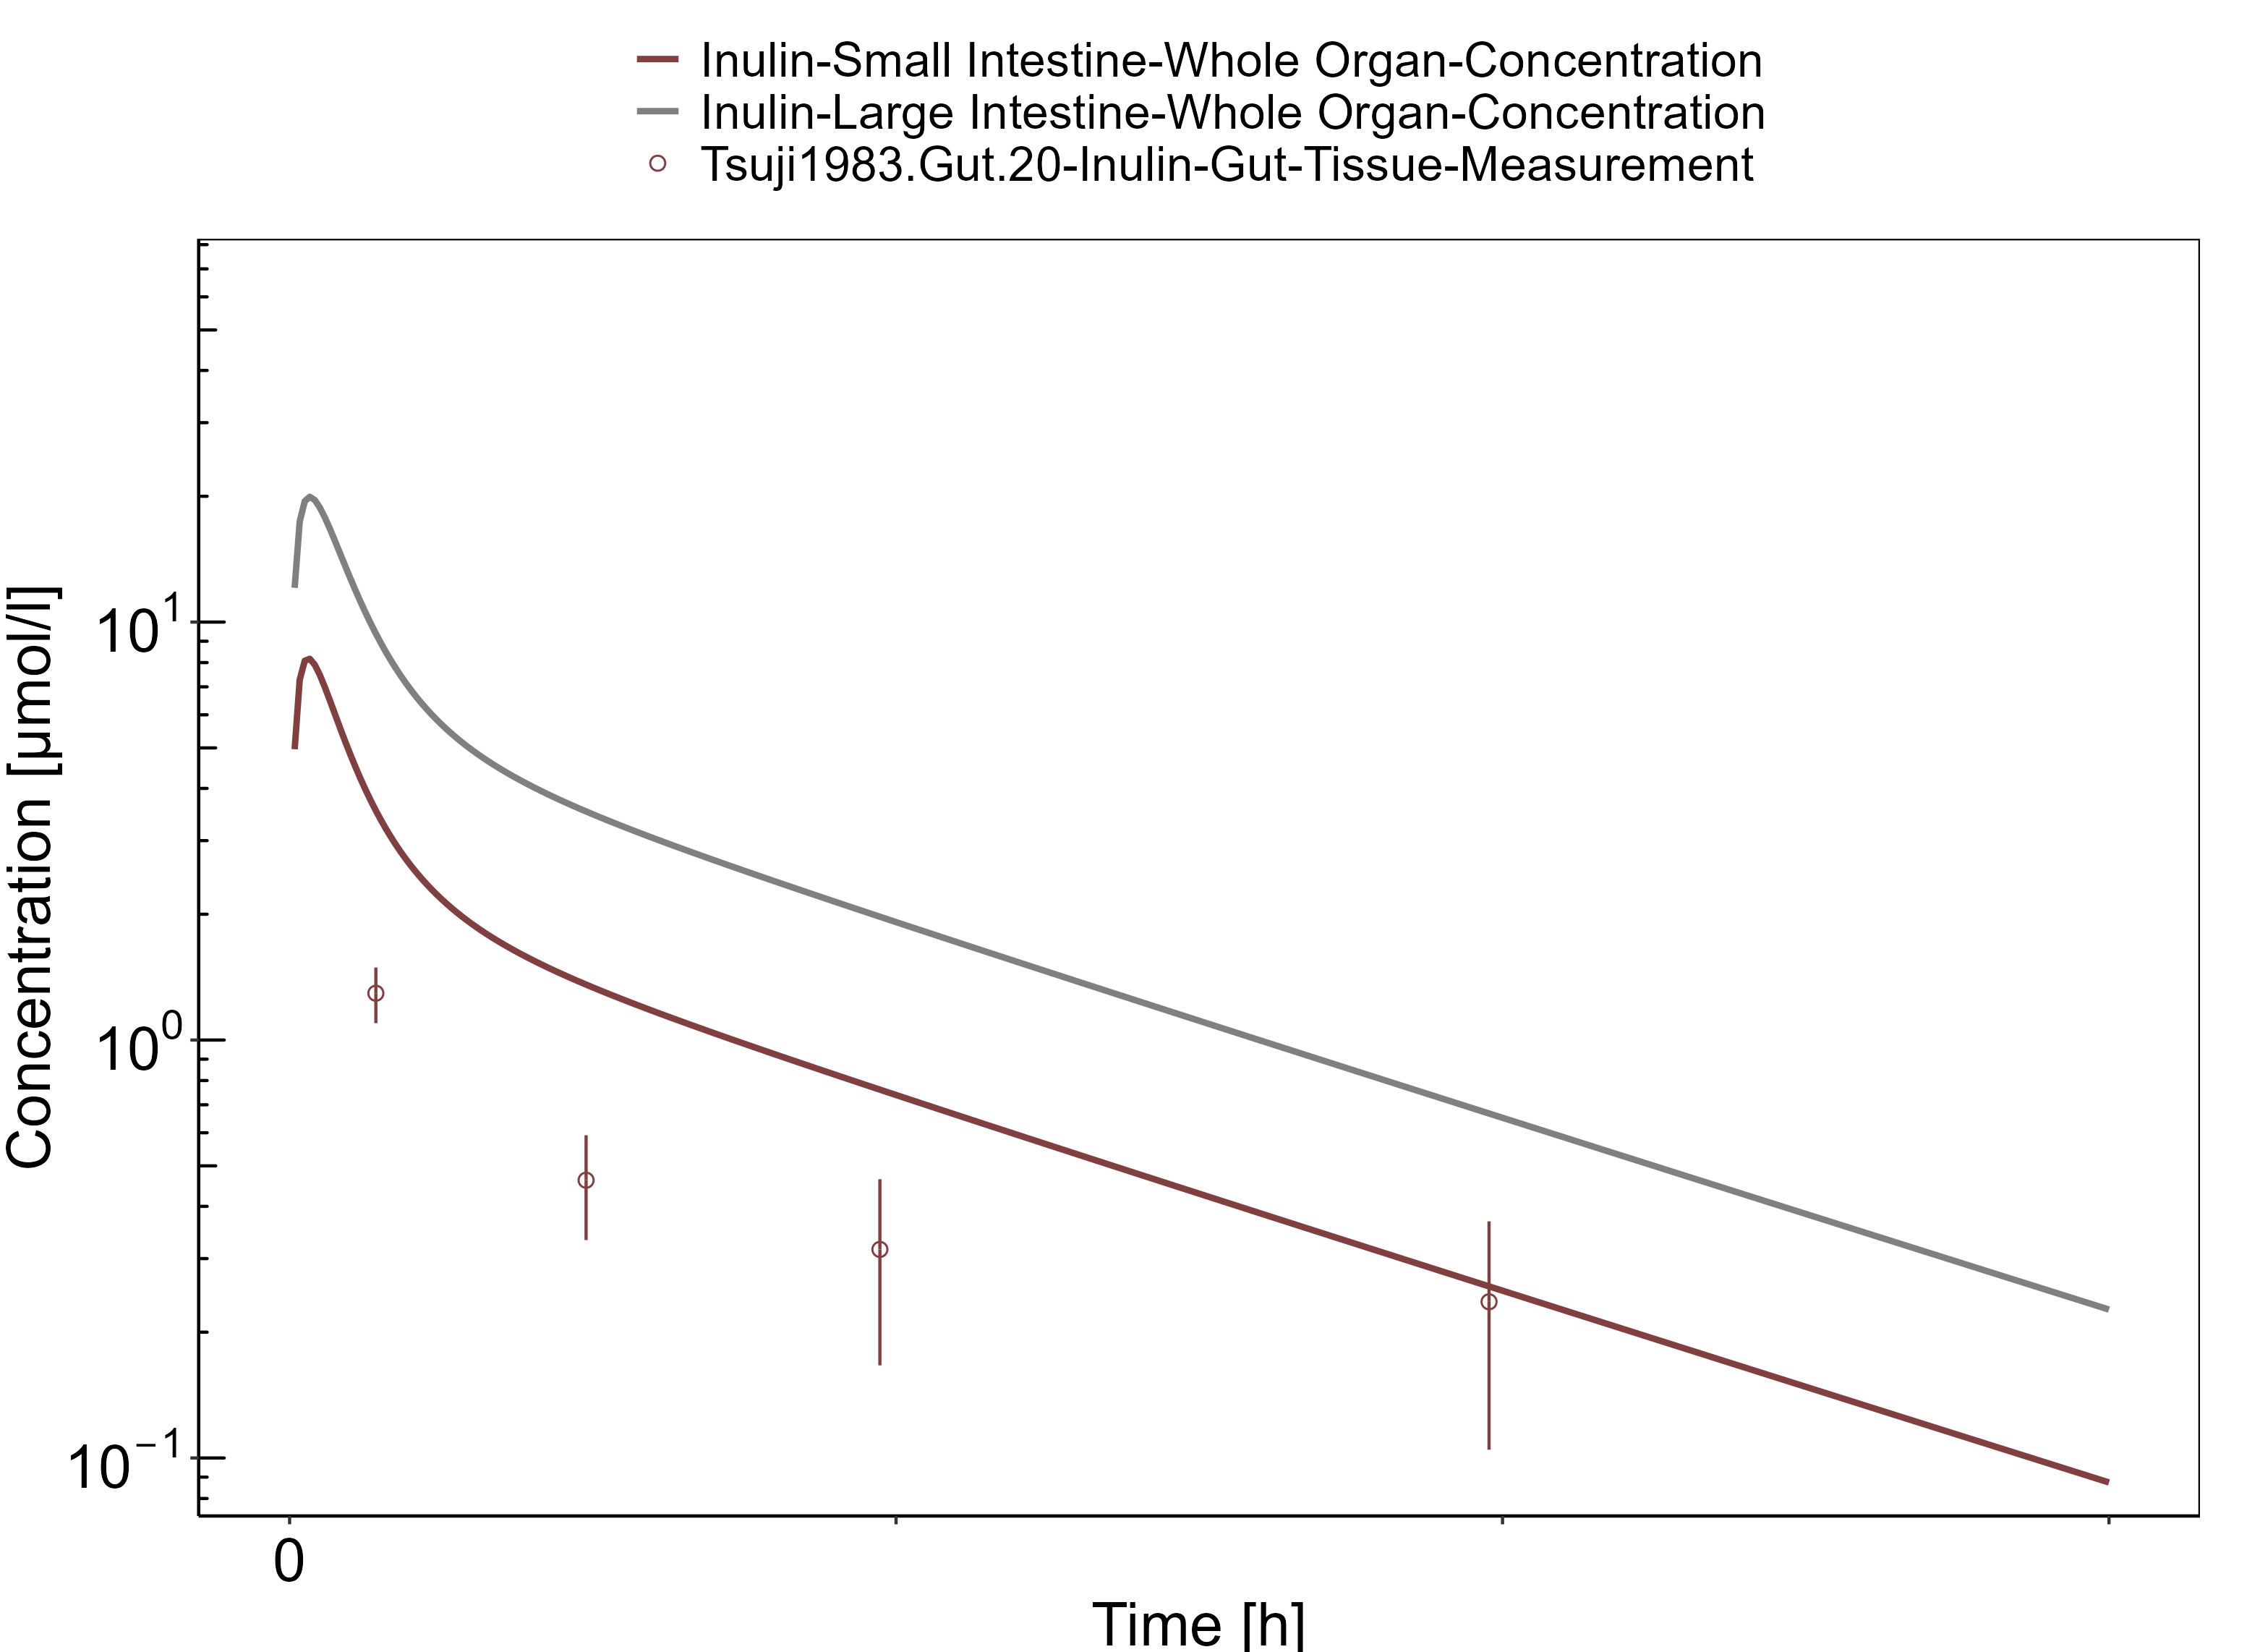 Inulin-Small Intestine-Whole Organ-Concentration
Inulin-Large Intestine-Whole Organ-Concentration
Tsuji1983.Gut.20-Inulin-Gut-Tissue-Measurement
Concentration [µmol/l]
10¹
10⁰
10⁻¹
0
Time [h]